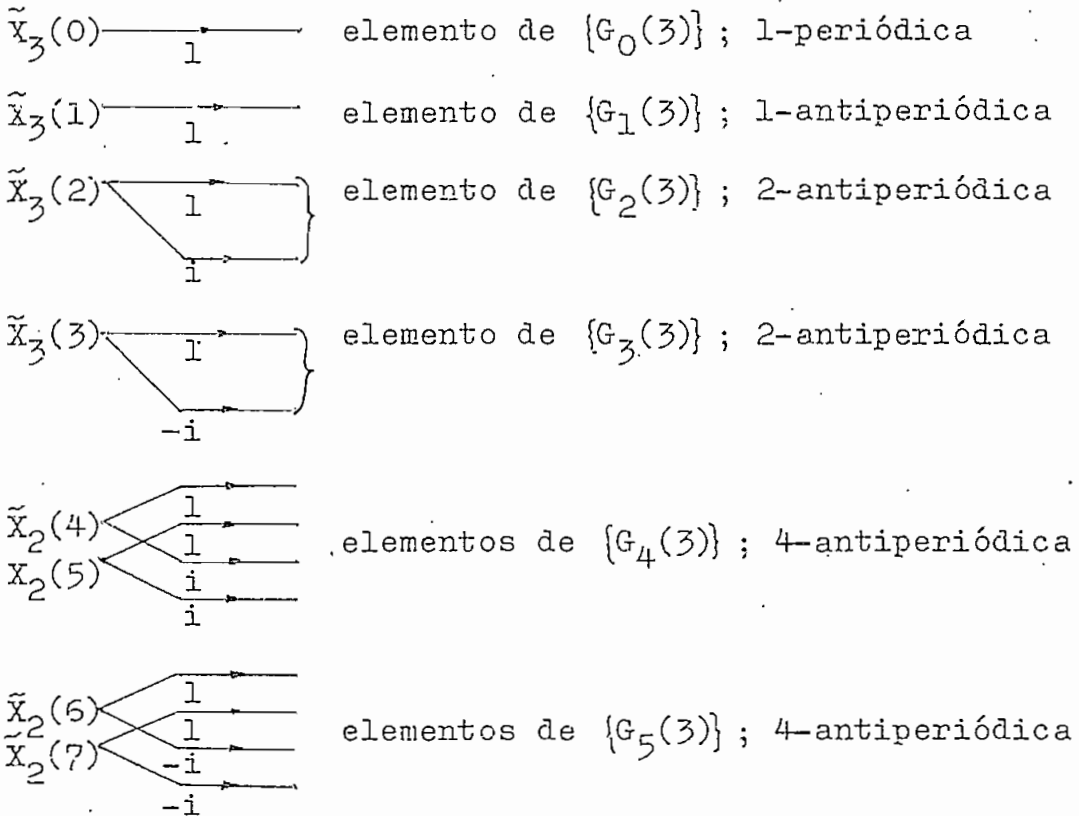 X̃₃(0) 1 elemento de {G₀(3)} ; 1-periódica
X̃₃(1) 1 elemento de {G₁(3)} ; 1-antiperiódica
X̃₃(2) 1 elemento de {G₂(3)} ; 2-antiperiódica
i
X̃₃(3) 1 elemento de {G₃(3)} ; 2-antiperiódica
-i
1
X̃₂(4) 1 elementos de {G₄(3)} ; 4-antiperiódica
X₂(5) i
i
1
X̃₂(6) 1 elementos de {G₅(3)} ; 4-antiperiódica
X̃₂(7) -i
-i